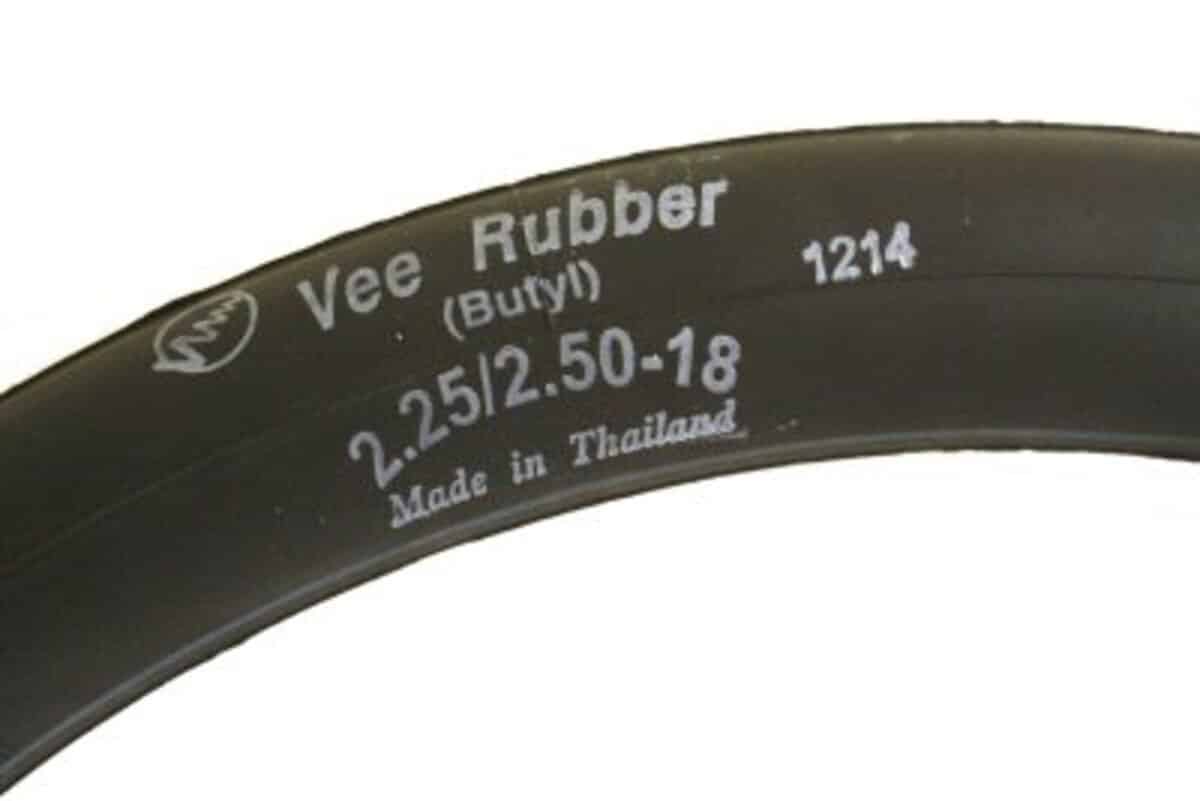 Vee Rubber
(Butyl)
2.25/2.50-18
Made in Thailand
1214